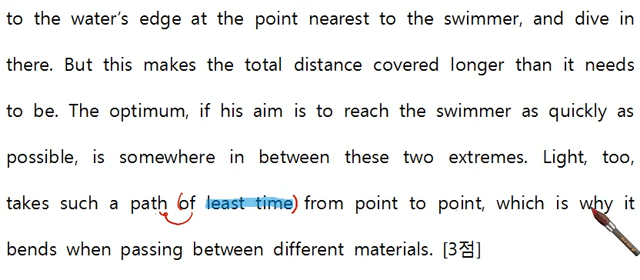 to the water's edge at the point nearest to the swimmer, and dive in
there. But this makes the total distance covered longer than it needs
to be. The optimum, if his aim is to reach the swimmer as quickly as
possible, is somewhere in between these two extremes. Light, too,
takes such a path (of least time) from point to point, which is why it
bends when passing between different materials. [3점]